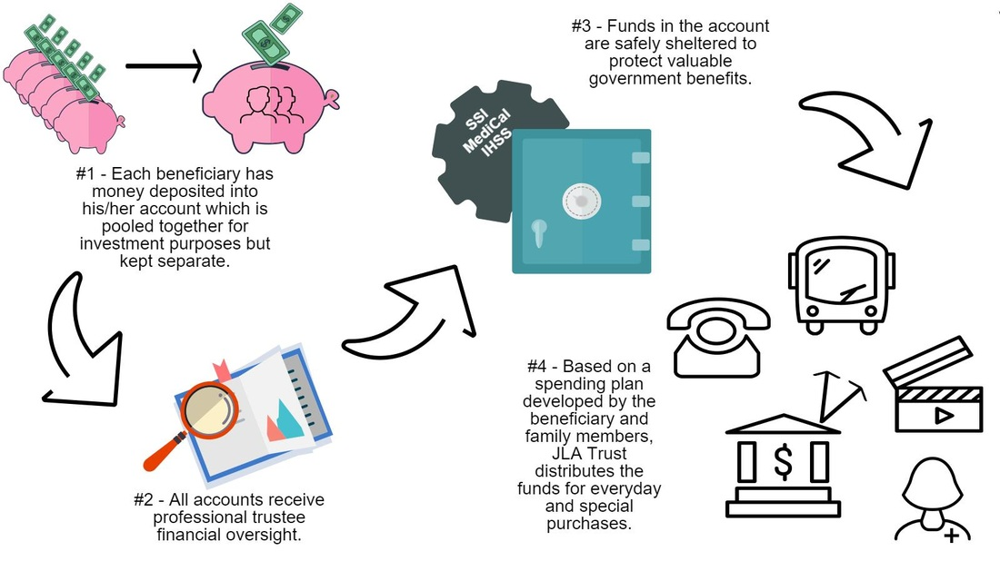 #1 - Each beneficiary has
money deposited into
his/her account which is
pooled together for
investment purposes but
kept separate.
#2 - All accounts receive
professional trustee
financial oversight.
#3 - Funds in the account
are safely sheltered to
protect valuable
government benefits.
SSI
MediCal
IHSS
#4 - Based on a
spending plan
developed by the
beneficiary and
family members,
JLA Trust
distributes the
funds for everyday
and special
purchases.
$